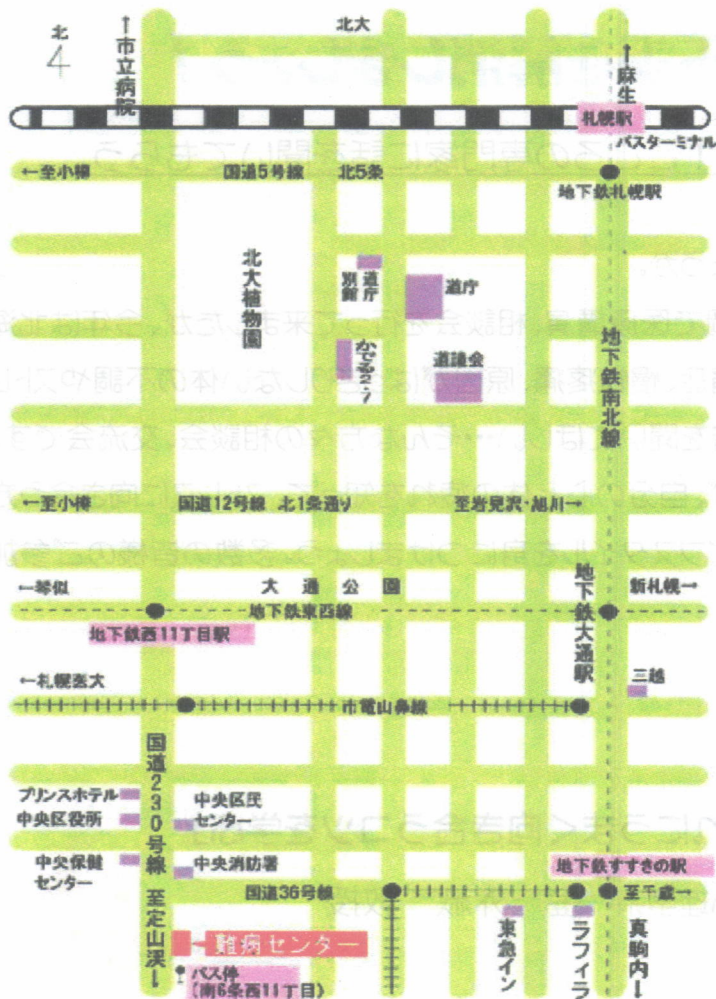 北
4
↑市立病院
北大
↑麻生
札幌駅
バスターミナル
←至小樽
国道5号線 北5条
地下鉄札幌駅
北大植物園
道庁別館
道庁
かでる2・7
道議会
地下鉄南北線
←至小樽
国道12号線 北1条通り
至岩見沢・旭川→
←琴似
大通公園
新札幌→
地下鉄東西線
地下鉄大通駅
地下鉄西11丁目駅
三越
←札幌医大
市電山鼻線
国道230号線 至定山渓↓
プリンスホテル
中央区役所
中央区民
センター
中央保健
センター
中央消防署
地下鉄すすきの駅
国道36号線
至千歳→
←難病センター
バス停
(南6条西11丁目)
東急イン
ラフィラ
真駒内↓